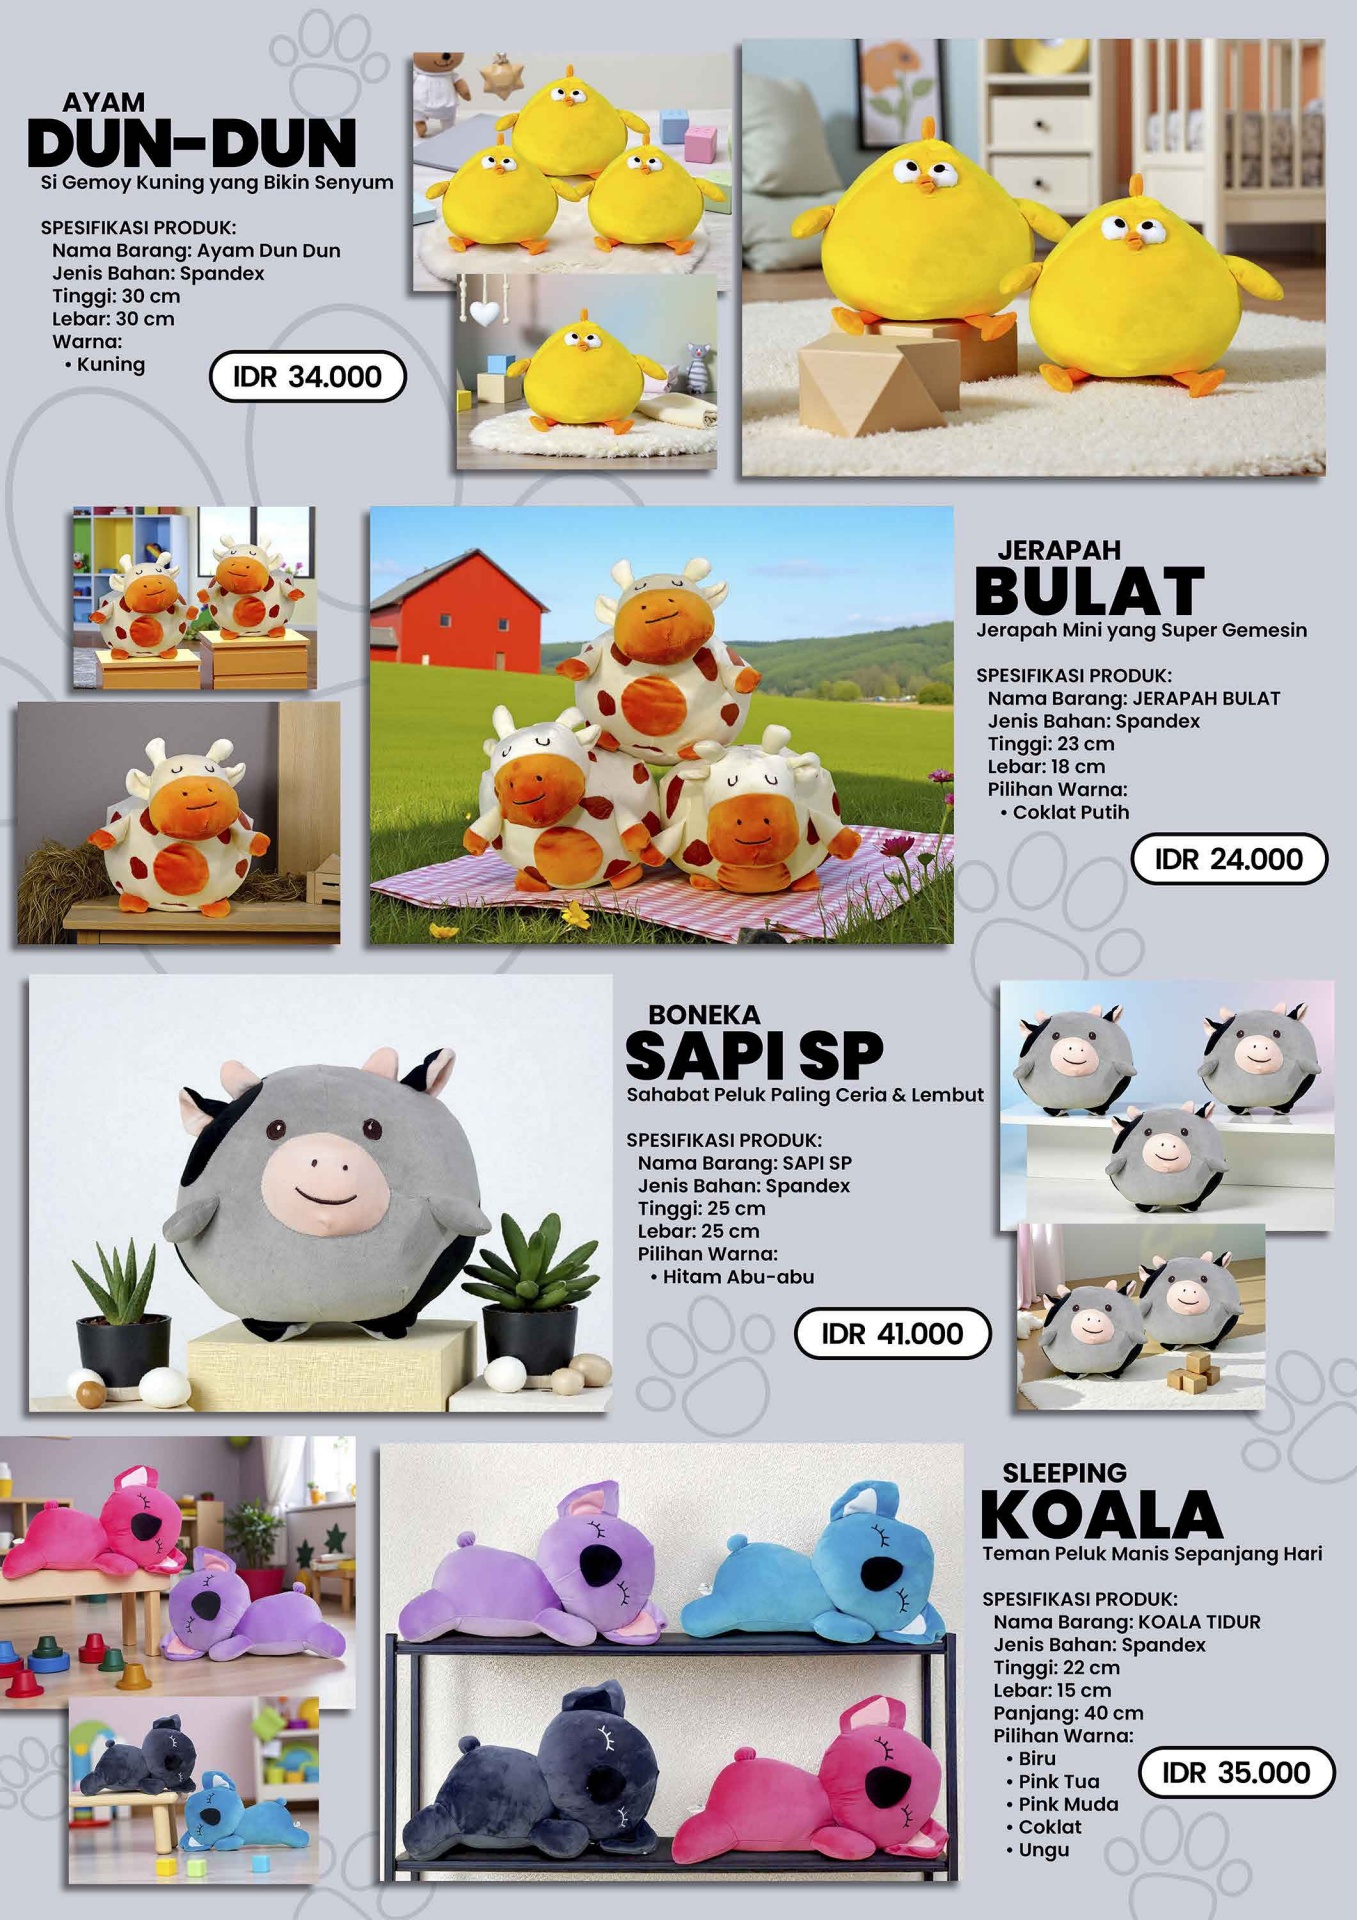 AYAM
DUN-DUN
Si Gemoy Kuning yang Bikin Senyum
SPESIFIKASI PRODUK:
Nama Barang: Ayam Dun Dun
Jenis Bahan: Spandex
Tinggi: 30 cm
Lebar: 30 cm
Warna:
• Kuning
IDR 34.000
JERAPAH
BULAT
Jerapah Mini yang Super Gemesin
SPESIFIKASI PRODUK:
Nama Barang: JERAPAH BULAT
Jenis Bahan: Spandex
Tinggi: 23 cm
Lebar: 18 cm
Pilihan Warna:
• Coklat Putih
IDR 24.000
BONEKA
SAPI SP
Sahabat Peluk Paling Ceria & Lembut
SPESIFIKASI PRODUK:
Nama Barang: SAPI SP
Jenis Bahan: Spandex
Tinggi: 25 cm
Lebar: 25 cm
Pilihan Warna:
• Hitam Abu-abu
IDR 41.000
SLEEPING
KOALA
Teman Peluk Manis Sepanjang Hari
SPESIFIKASI PRODUK:
Nama Barang: KOALA TIDUR
Jenis Bahan: Spandex
Tinggi: 22 cm
Lebar: 15 cm
Panjang: 40 cm
Pilihan Warna:
• Biru
• Pink Tua
• Pink Muda
• Coklat
• Ungu
IDR 35.000